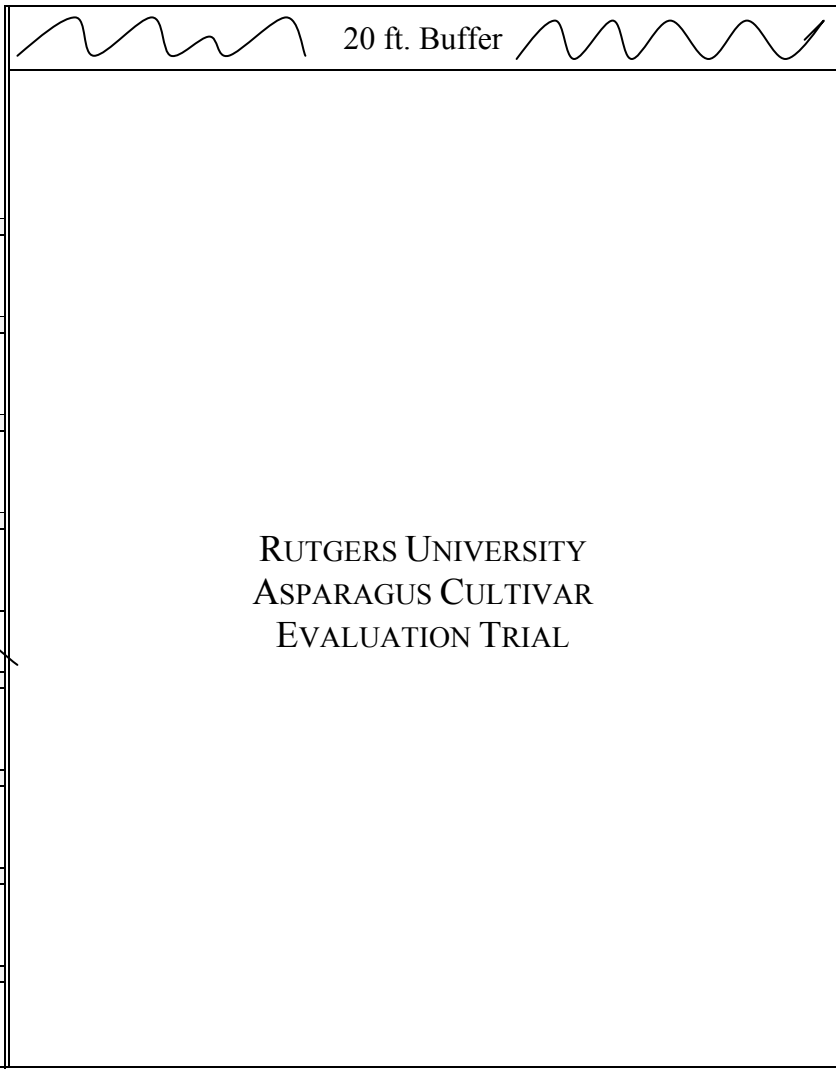 20 ft. Buffer
RUTGERS UNIVERSITY
ASPARAGUS CULTIVAR
EVALUATION TRIAL